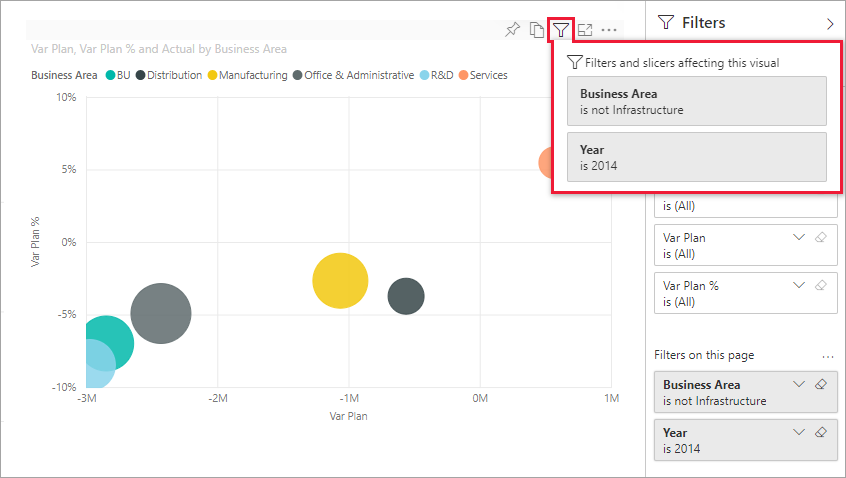 Filters
Var Plan, Var Plan % and Actual by Business Area
Business Area BU Distribution Manufacturing Office & Administrative R&D Services
Filters and slicers affecting this visual
Business Area
is not Infrastructure
Year
is 2014
10%
5%
0%
-5%
-10%
Var Plan %
-3M -2M -1M 0M 1M
Var Plan
is (All)
Var Plan
is (All)
Var Plan %
is (All)
Filters on this page
Business Area
is not Infrastructure
Year
is 2014